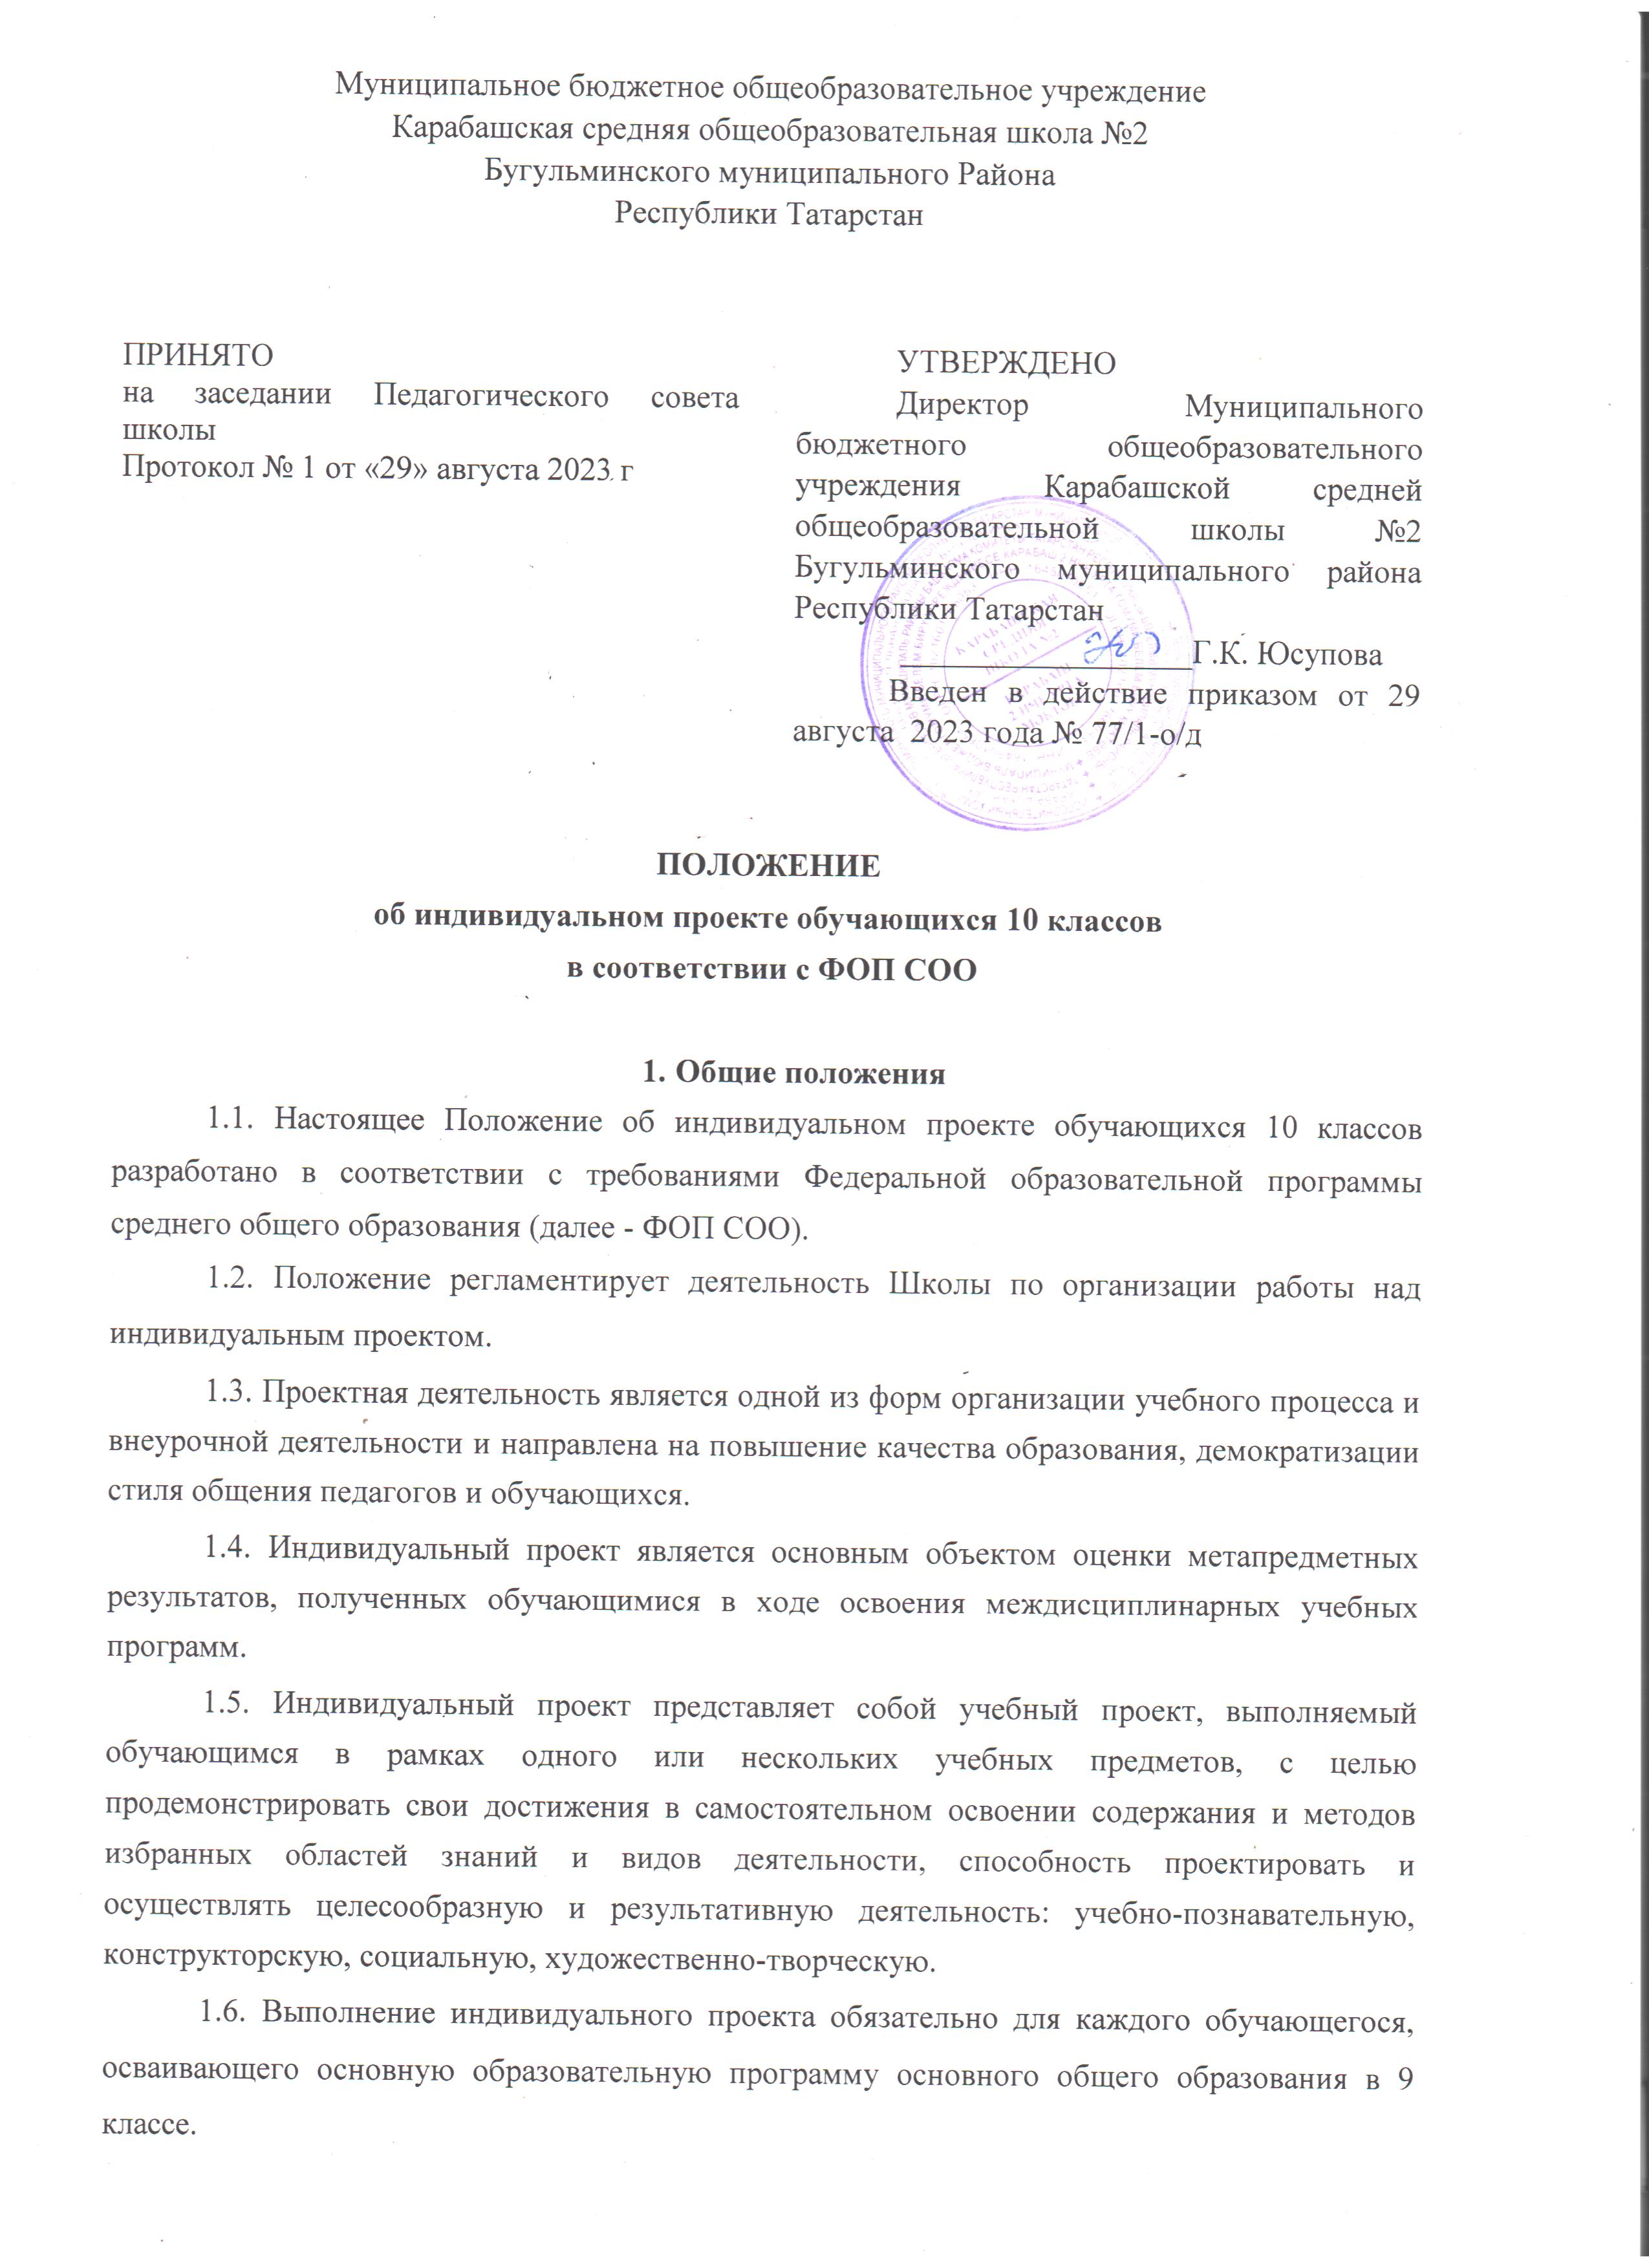 Муниципальное бюджетное общеобразовательное учреждение
Карабашская средняя общеобразовательная школа №2
Бугульминского муниципального Района
Республики Татарстан
ПРИНЯТО
на заседании Педагогического совета
школы
Протокол № 1 от «29» августа 2023 г
УТВЕРЖДЕНО
Директор Муниципального
бюджетного общеобразовательного
учреждения Карабашской средней
общеобразовательной школы №2
Бугульминского муниципального района
Республики Татарстан
Г.К. Юсупова
Введен в действие приказом от 29
августа 2023 года № 77/1-о/д
ПОЛОЖЕНИЕ
об индивидуальном проекте обучающихся 10 классов
в соответствии с ФОП СОО
1. Общие положения
1.1. Настоящее Положение об индивидуальном проекте обучающихся 10 классов
разработано в соответствии с требованиями Федеральной образовательной программы
среднего общего образования (далее - ФОП СОО).
1.2. Положение регламентирует деятельность Школы по организации работы над
индивидуальным проектом.
1.3. Проектная деятельность является одной из форм организации учебного процесса и
внеурочной деятельности и направлена на повышение качества образования, демократизации
стиля общения педагогов и обучающихся.
1.4. Индивидуальный проект является основным объектом оценки метапредметных
результатов, полученных обучающимися в ходе освоения междисциплинарных учебных
программ.
1.5. Индивидуальный проект представляет собой учебный проект, выполняемый
обучающимся в рамках одного или нескольких учебных предметов, с целью
продемонстрировать свои достижения в самостоятельном освоении содержания и методов
избранных областей знаний и видов деятельности, способность проектировать и
осуществлять целесообразную и результативную деятельность: учебно-познавательную,
конструкторскую, социальную, художественно-творческую.
1.6. Выполнение индивидуального проекта обязательно для каждого обучающегося,
осваивающего основную образовательную программу основного общего образования в 9
классе.